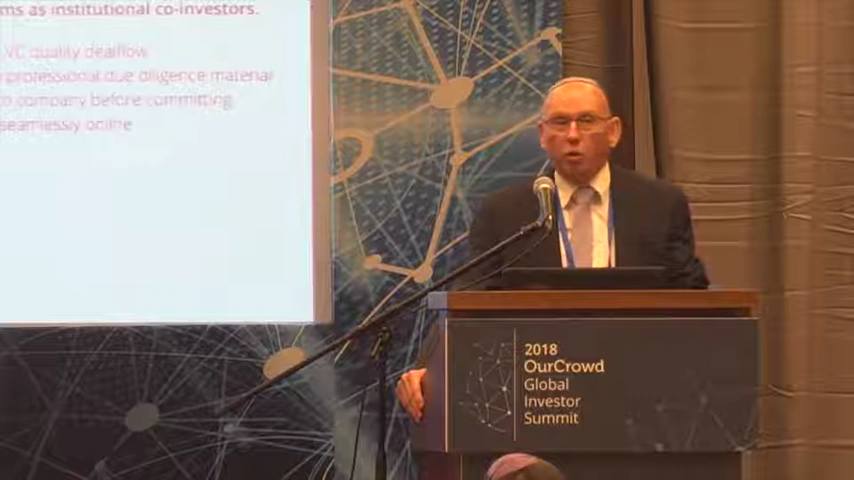 ms as institutional co-investors.
VC quality dealflow
professional due diligence material
to company before committing
seamlessly online
2018
OurCrowd
Global
Investor
Summit